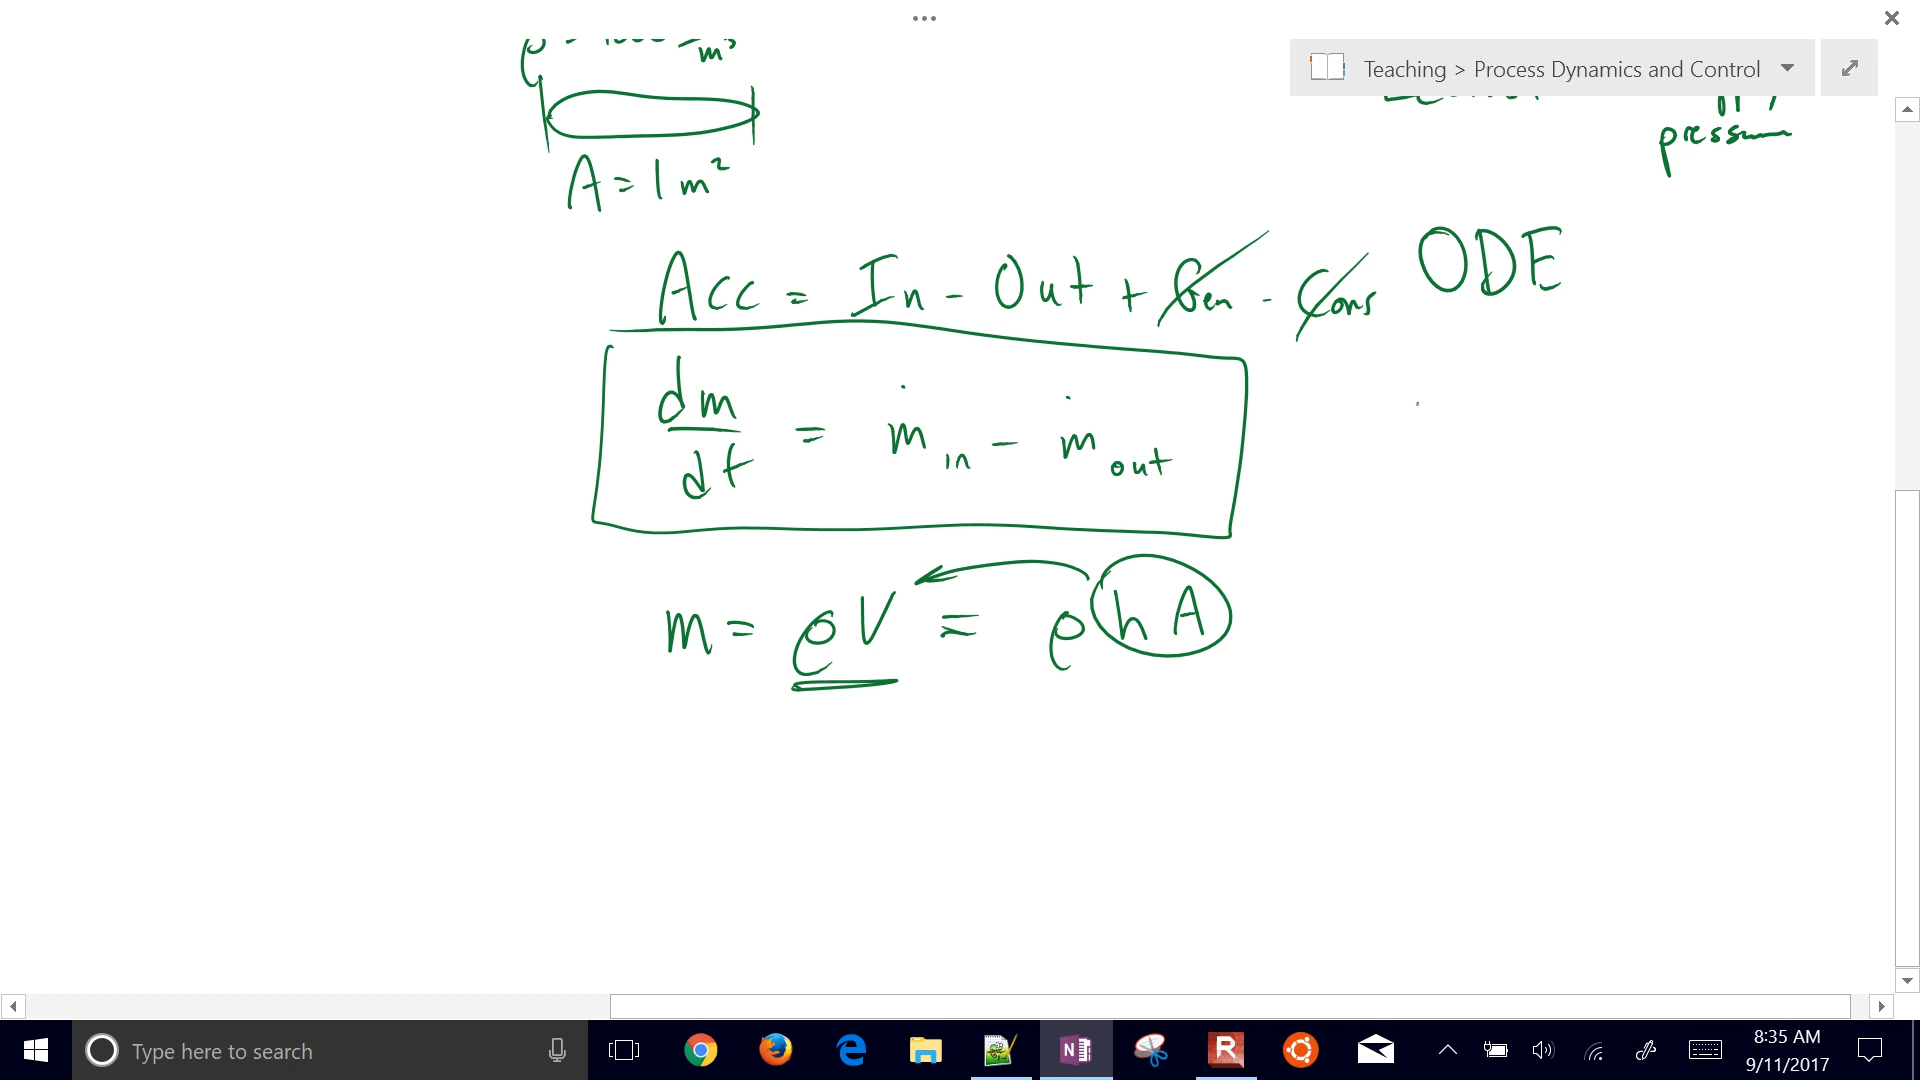 Teaching > Process Dynamics and Control
m³
pressure
A = 1 m²
Acc = In - Out + Gen - Cons
ODE
dm/dt = ṁ in - ṁ out
m = ρV = ρ h A
Type here to search
N
R
8:35 AM
9/11/2017